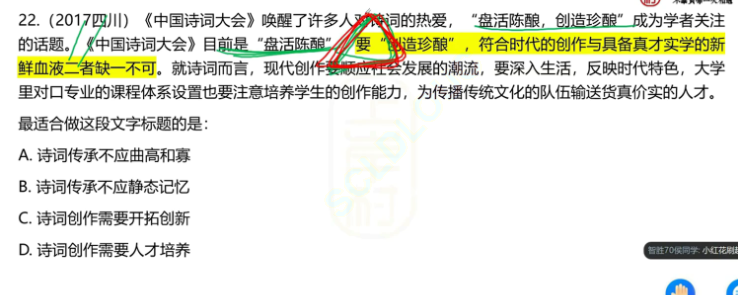 22.（2017四川）《中国诗词大会》唤醒了许多人对诗词的热爱，“盘活陈酿，创造珍酿”成为学者关注
的话题。《中国诗词大会》目前是“盘活陈酿”，要“创造珍酿”，符合时代的创作与具备真才实学的新
鲜血液二者缺一不可。就诗词而言，现代创作要顺应社会发展的潮流，要深入生活，反映时代特色，大学
里对口专业的课程体系设置也要注意培养学生的创作能力，为传播传统文化的队伍输送货真价实的人才。
最适合做这段文字标题的是：
A. 诗词传承不应曲高和寡
B. 诗词传承不应静态记忆
C. 诗词创作需要开拓创新
D. 诗词创作需要人才培养
智胜70侯同学: 小红花刷